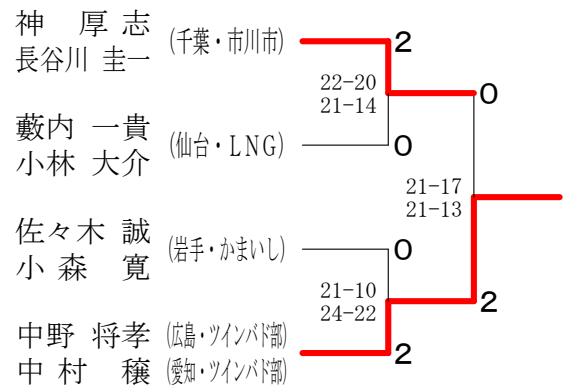 神 厚志
長谷川 圭一
(千葉・市川市)
2
22-20
21-14
0
藪内 一貴
小林 大介
(仙台・LNG)
0
21-17
21-13
佐々木 誠
小森 寛
(岩手・かまいし)
0
21-10
24-22
2
中野 将孝 (広島・ツインバド部)
中村 穣 (愛知・ツインバド部)
2